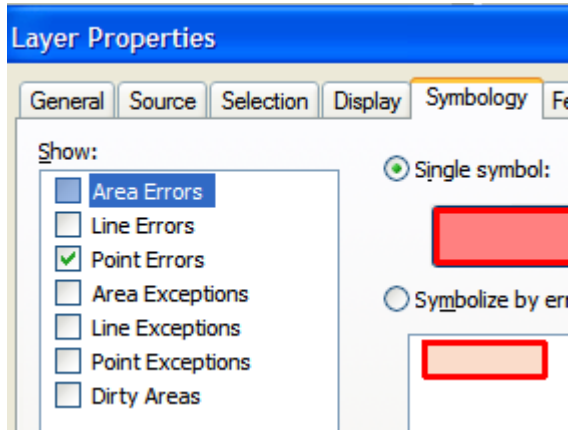 Layer Properties
General Source Selection Display Symbology Fe
Show:
Single symbol:
Area Errors
Line Errors
Point Errors
Area Exceptions
Symbolize by err
Line Exceptions
Point Exceptions
Dirty Areas